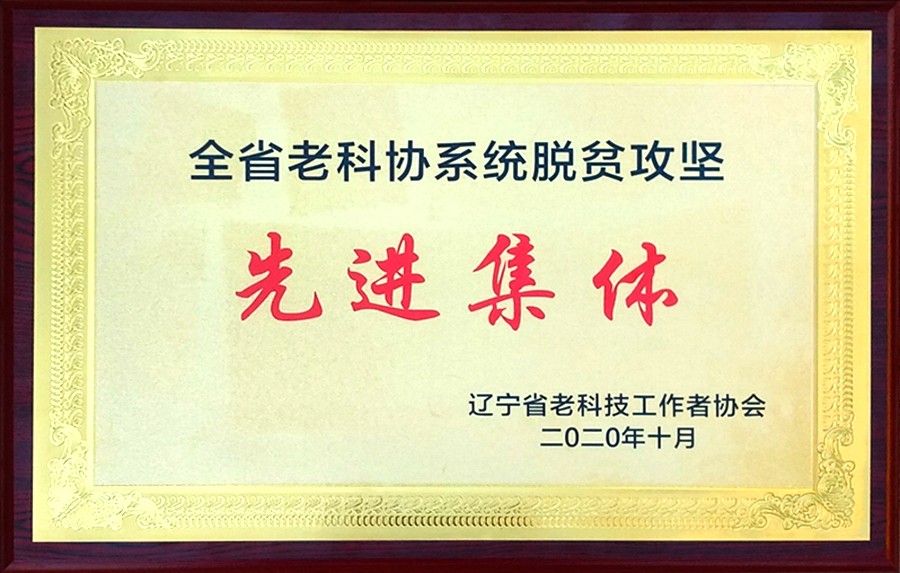 全省老科协系统脱贫攻坚
先进集体
辽宁省老科技工作者协会
二〇二〇年十月